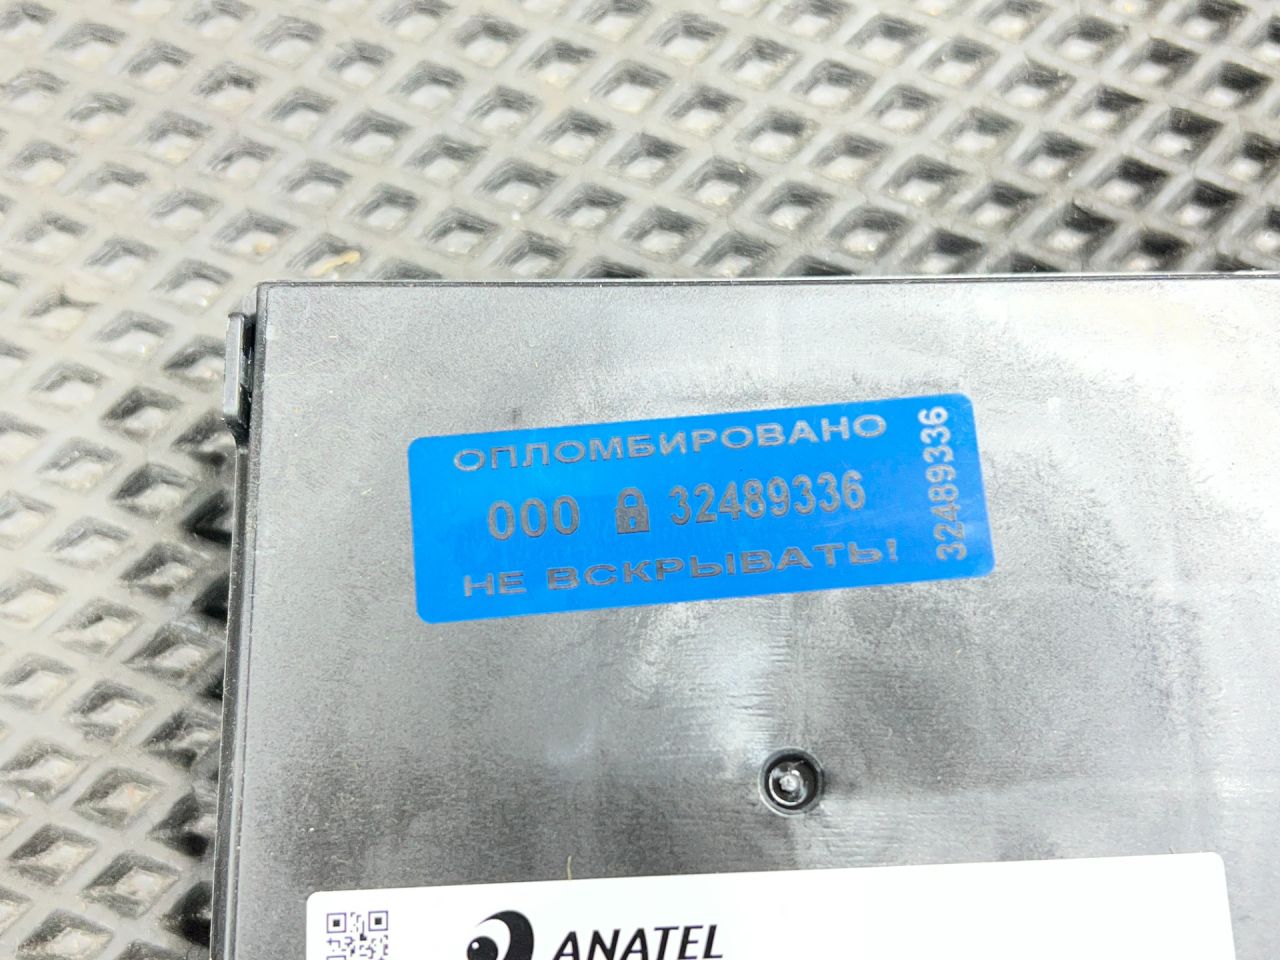 ОПЛОМБИРОВАНО
000 32489336
НЕ ВСКРЫВАТЬ!
32489336
ANATEL